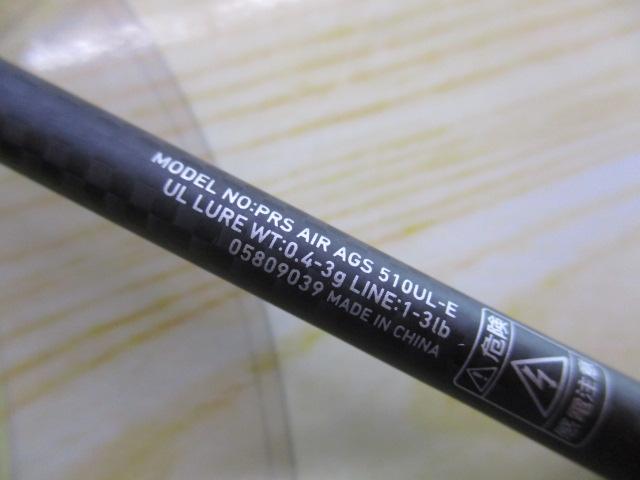 MODEL NO:PRS AIR AGS 510UL-E
UL LURE WT:0.4-3g LINE:1-3lb
05809039 MADE IN CHINA
危険
感電注意